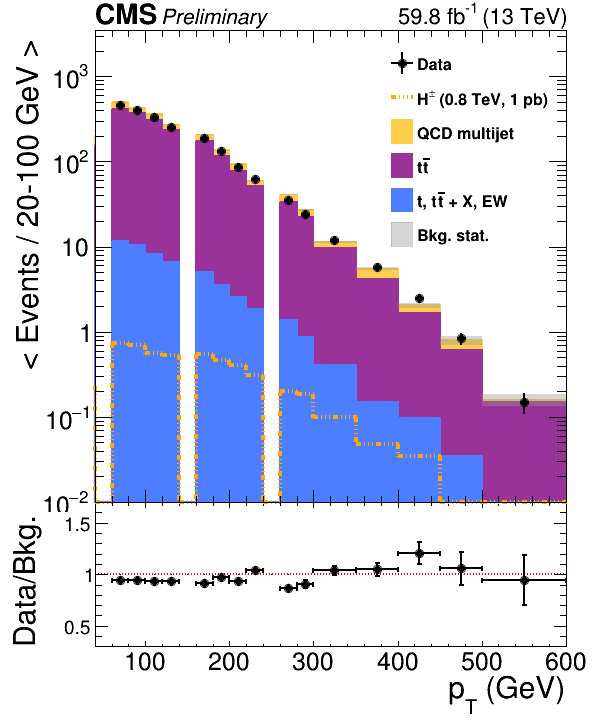 CMS Preliminary 59.8 fb⁻¹ (13 TeV)
< Events / 20-100 GeV >
10³
10²
10
1
10⁻¹
10⁻²
Data
H± (0.8 TeV, 1 pb)
QCD multijet
tt̄
t, tt̄ + X, EW
Bkg. stat.
Data/Bkg.
1.5
1
0.5
100 200 300 400 500 600
p_T (GeV)